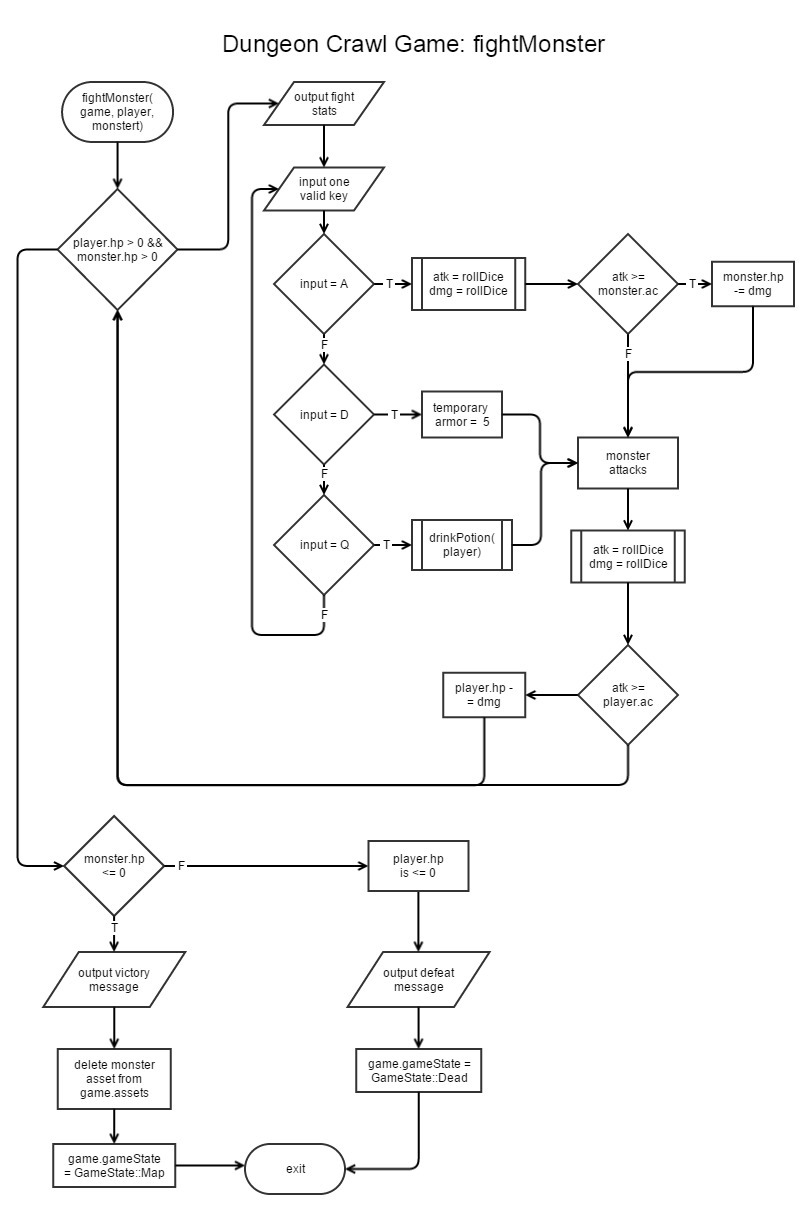 Dungeon Crawl Game: fightMonster
fightMonster(
game, player,
monstert)
output fight
stats
input one
valid key
player.hp > 0 &&
monster.hp > 0
input = A
T
atk = rollDice
dmg = rollDice
atk >=
monster.ac
T
monster.hp
-= dmg
F
F
input = D
T
temporary
armor =  5
monster
attacks
F
input = Q
T
drinkPotion(
player)
atk = rollDice
dmg = rollDice
F
player.hp -
= dmg
atk >=
player.ac
monster.hp
<= 0
F
player.hp
is <= 0
T
output victory
message
output defeat
message
delete monster
asset from
game.assets
game.gameState =
GameState::Dead
game.gameState
= GameState::Map
exit